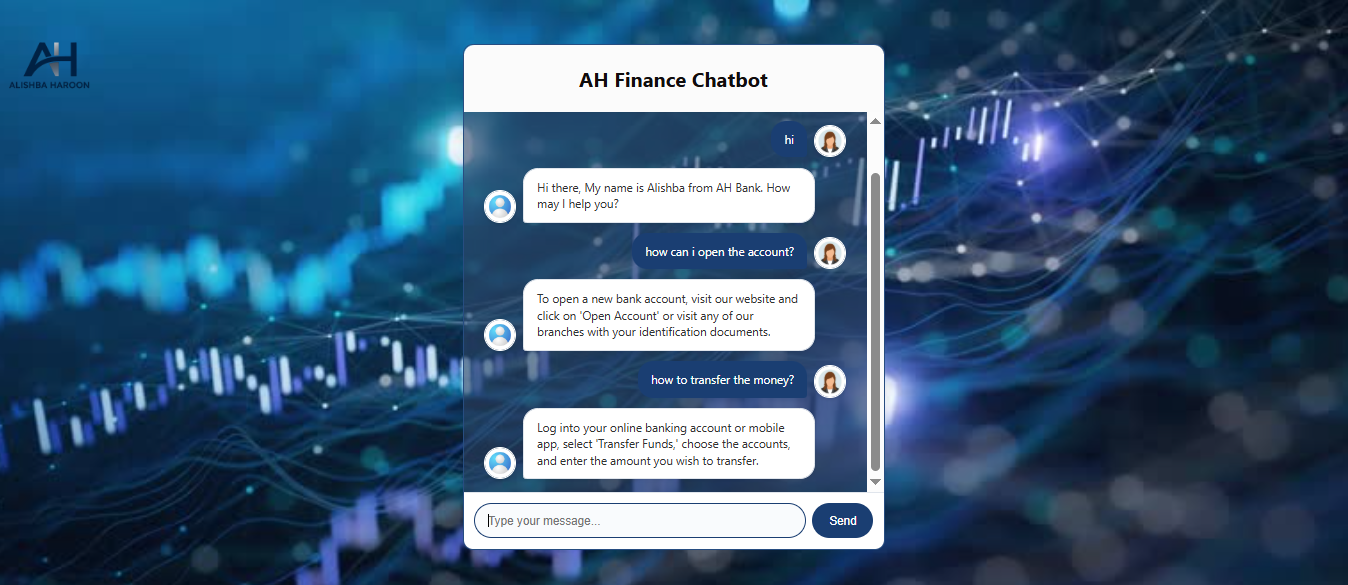 AH
ALISHBA HAROON
AH Finance Chatbot
hi
Hi there, My name is Alishba from AH Bank. How
may I help you?
how can i open the account?
To open a new bank account, visit our website and
click on 'Open Account' or visit any of our
branches with your identification documents.
how to transfer the money?
Log into your online banking account or mobile
app, select 'Transfer Funds,' choose the accounts,
and enter the amount you wish to transfer.
Type your message...
Send